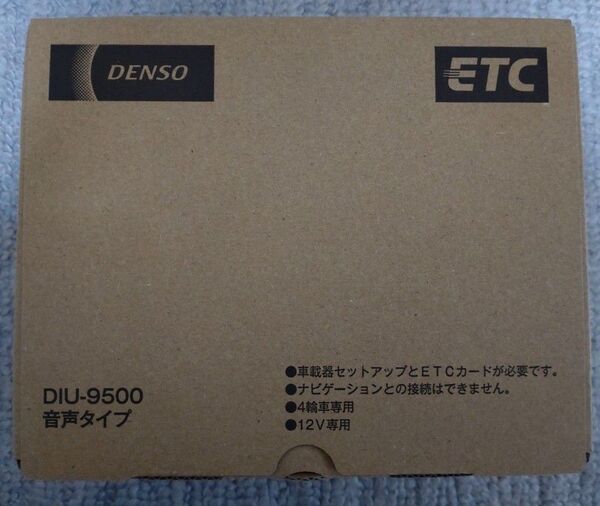 DENSO
ETC
●車載器セットアップとETCカードが必要です。
●ナビゲーションとの接続はできません。
●4輪車専用
●12V専用
DIU-9500
音声タイプ